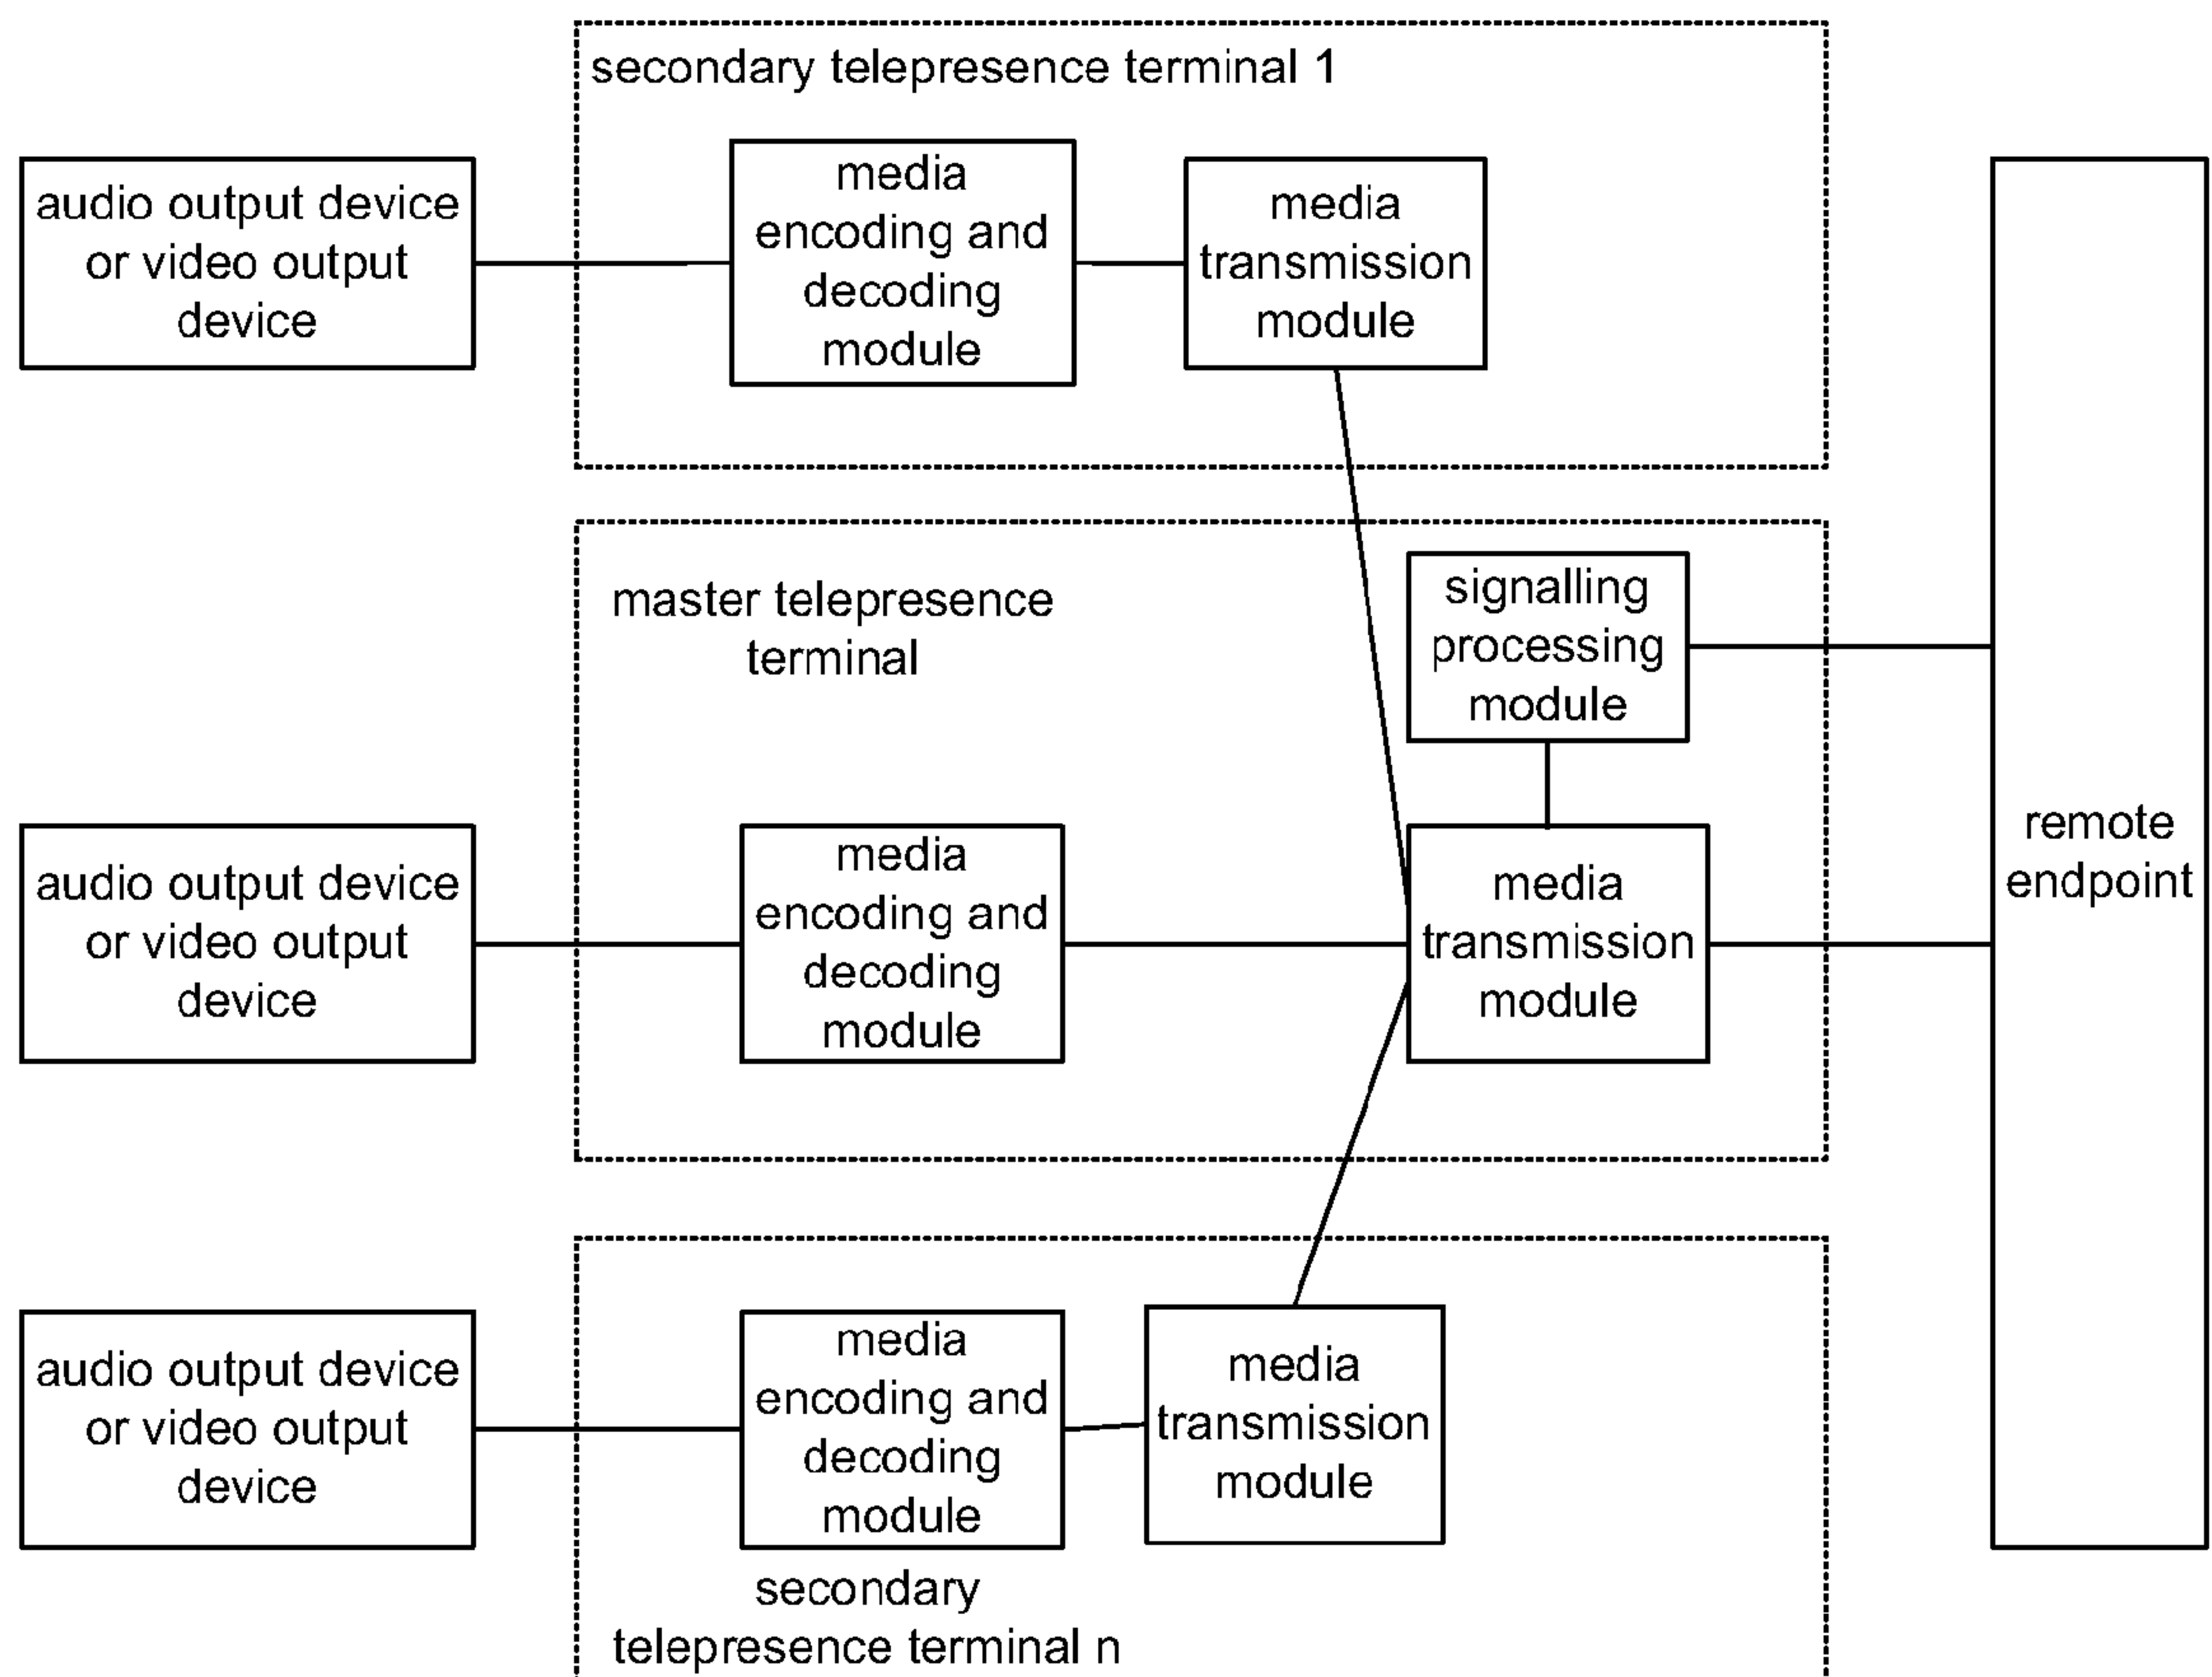 secondary telepresence terminal 1
audio output device
or video output
device
media
encoding and
decoding
module
media
transmission
module
master telepresence
terminal
signalling
processing
module
audio output device
or video output
device
media
encoding and
decoding
module
media
transmission
module
remote
endpoint
audio output device
or video output
device
media
encoding and
decoding
module
media
transmission
module
secondary
telepresence terminal n